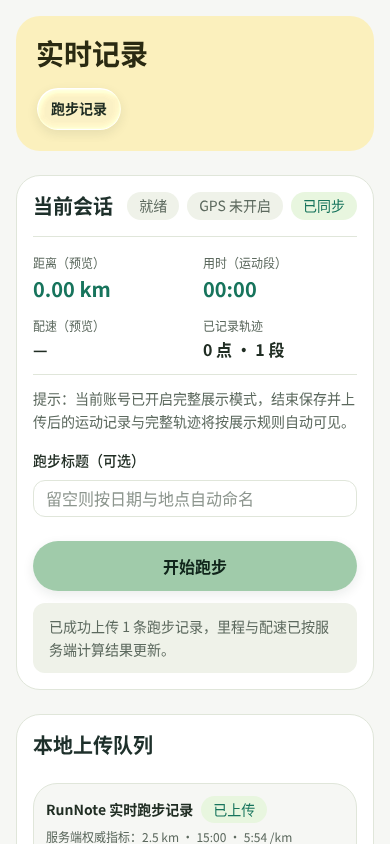 实时记录
跑步记录
当前会话 就绪 GPS 未开启 已同步
距离（预览） 用时（运动段）
0.00 km 00:00
配速（预览） 已记录轨迹
— 0 点 · 1 段
提示：当前账号已开启完整展示模式，结束保存并上
传后的运动记录与完整轨迹将按展示规则自动可见。
跑步标题（可选）
留空则按日期与地点自动命名
开始跑步
已成功上传 1 条跑步记录，里程与配速已按服
务端计算结果更新。
本地上传队列
RunNote 实时跑步记录 已上传
服务端权威指标：2.5 km · 15:00 · 5:54 /km